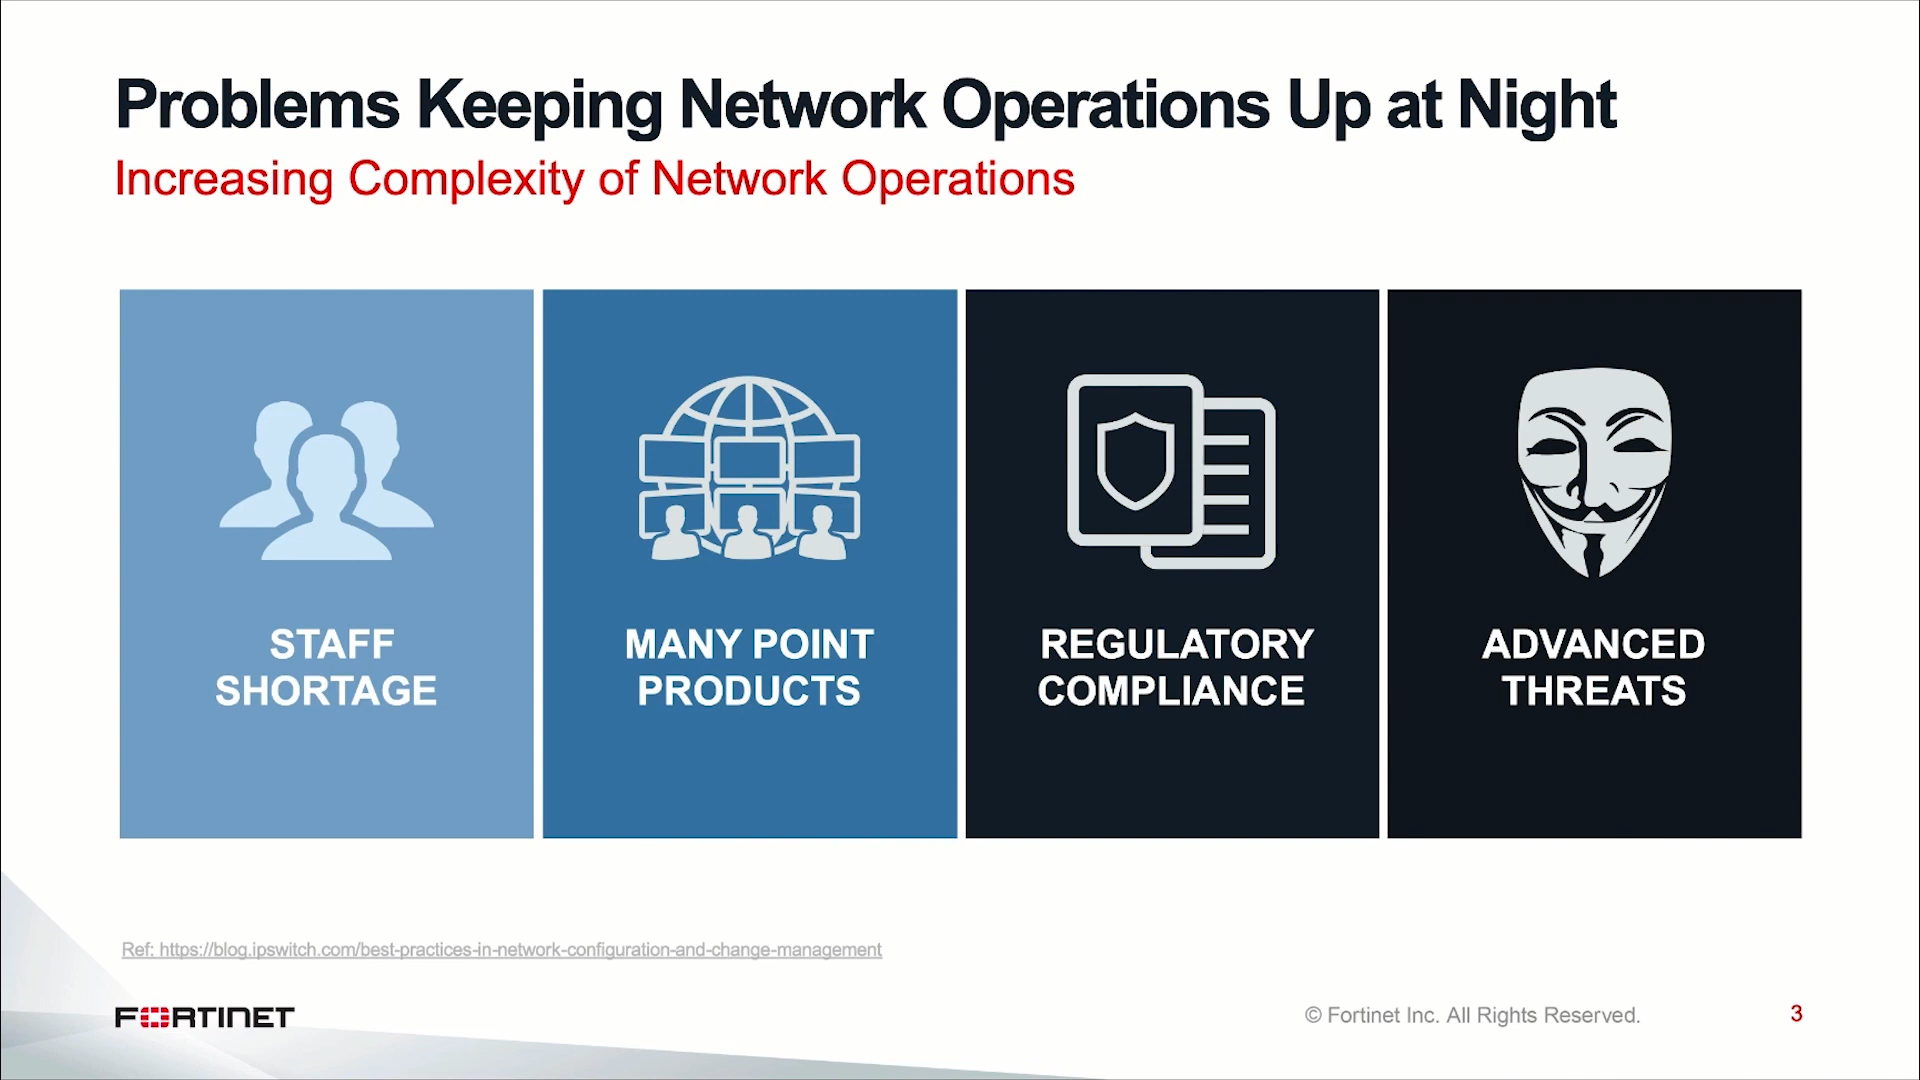 Problems Keeping Network Operations Up at Night
Increasing Complexity of Network Operations
STAFF
SHORTAGE
MANY POINT
PRODUCTS
REGULATORY
COMPLIANCE
ADVANCED
THREATS
Ref: https://blog.ipswitch.com/best-practices-in-network-configuration-and-change-management
FORTINET
© Fortinet Inc. All Rights Reserved.
3